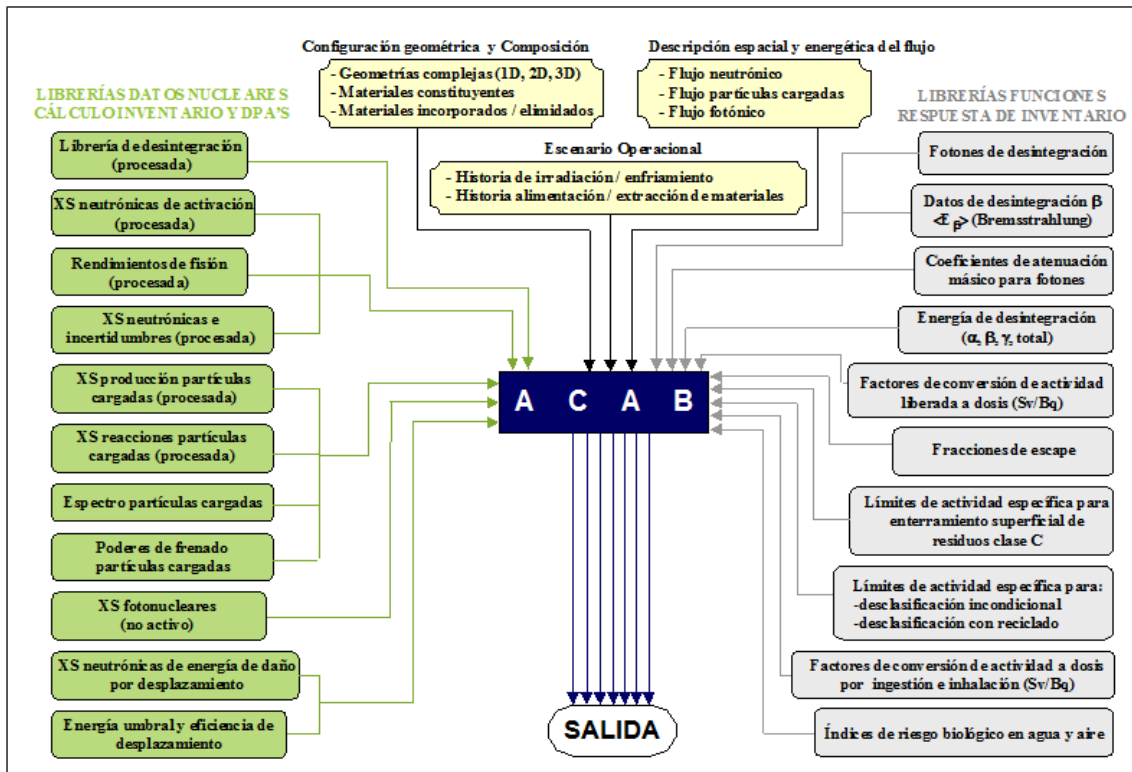 Configuración geométrica y Composición
- Geometrías complejas (1D, 2D, 3D)
- Materiales constituyentes
- Materiales incorporados / elimidados
Descripción espacial y energética del flujo
- Flujo neutrónico
- Flujo partículas cargadas
- Flujo fotónico
Escenario Operacional
- Historia de irradiación / enfriamiento
- Historia alimentación / extracción de materiales
LIBRERÍAS DATOS NUCLEARES
CÁLCULO INVENTARIO Y DPA'S
Librería de desintegración
(procesada)
XS neutrónicas de activación
(procesada)
Rendimientos de fisión
(procesada)
XS neutrónicas e
incertidumbres (procesada)
XS producción partículas
cargadas (procesada)
XS reacciones partículas
cargadas (procesada)
Espectro partículas cargadas
Poderes de frenado
partículas cargadas
XS fotonucleares
(no activo)
XS neutrónicas de energía de daño
por desplazamiento
Energía umbral y eficiencia de
desplazamiento
A C A B
SALIDA
LIBRERÍAS FUNCIONES
RESPUESTA DE INVENTARIO
Fotones de desintegración
Datos de desintegración β
<E β> (Bremsstrahlung)
Coeficientes de atenuación
másico para fotones
Energía de desintegración
(α, β, γ, total)
Factores de conversión de actividad
liberada a dosis (Sv/Bq)
Fracciones de escape
Límites de actividad específica para
enterramiento superficial de
residuos clase C
Límites de actividad específica para:
-desclasificación incondicional
-desclasificación con reciclado
Factores de conversión de actividad a dosis
por ingestión e inhalación (Sv/Bq)
Índices de riesgo biológico en agua y aire